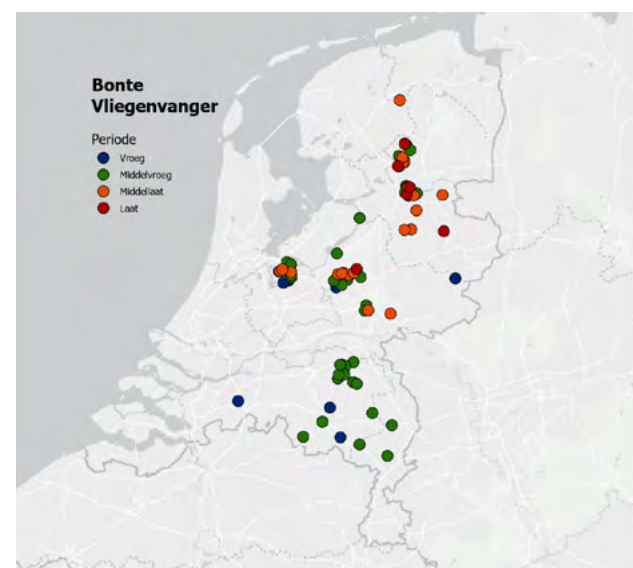 Bonte
Vliegenvanger
Periode
Vroeg
Middelvroeg
Middellaat
Laat